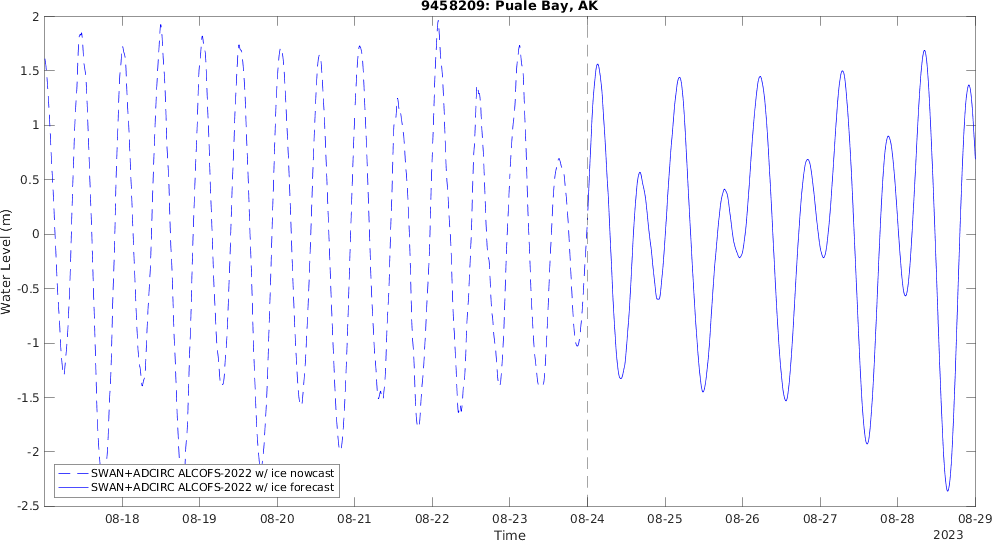 9458209: Puale Bay, AK
2
1.5
1
0.5
0
-0.5
-1
-1.5
-2
-2.5
Water Level (m)
SWAN+ADCIRC ALCOFS-2022 w/ ice nowcast
SWAN+ADCIRC ALCOFS-2022 w/ ice forecast
08-18 08-19 08-20 08-21 08-22 08-23 08-24 08-25 08-26 08-27 08-28 08-29
Time
2023